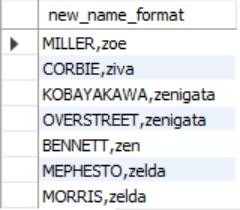 new_name_format
MILLER,zoe
CORBIE,ziva
KOBAYAKAWA,zenigata
OVERSTREET,zenigata
BENNETT,zen
MEPHESTO,zelda
MORRIS,zelda